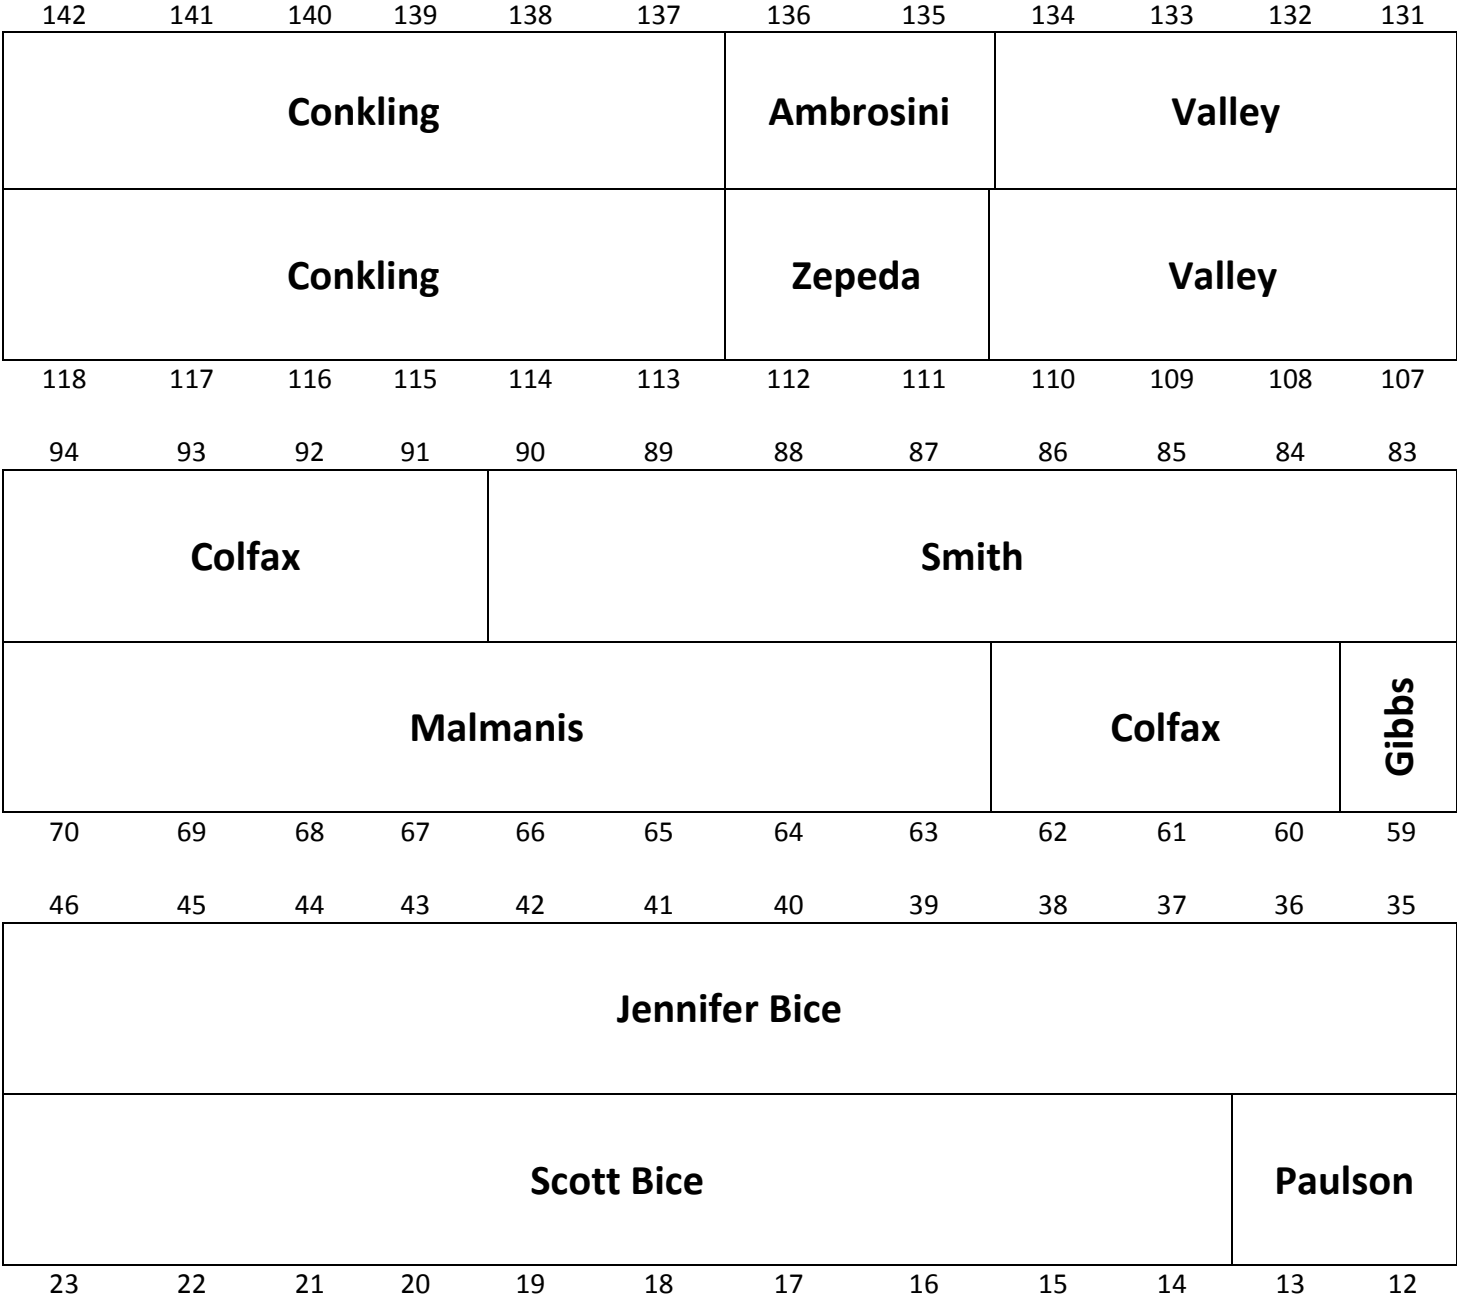 142 141 140 139 138 137 136 135 134 133 132 131
Conkling Ambrosini Valley
Conkling Zepeda Valley
118 117 116 115 114 113 112 111 110 109 108 107
94 93 92 91 90 89 88 87 86 85 84 83
Colfax Smith
Malmanis Colfax Gibbs
70 69 68 67 66 65 64 63 62 61 60 59
46 45 44 43 42 41 40 39 38 37 36 35
Jennifer Bice
Scott Bice Paulson
23 22 21 20 19 18 17 16 15 14 13 12